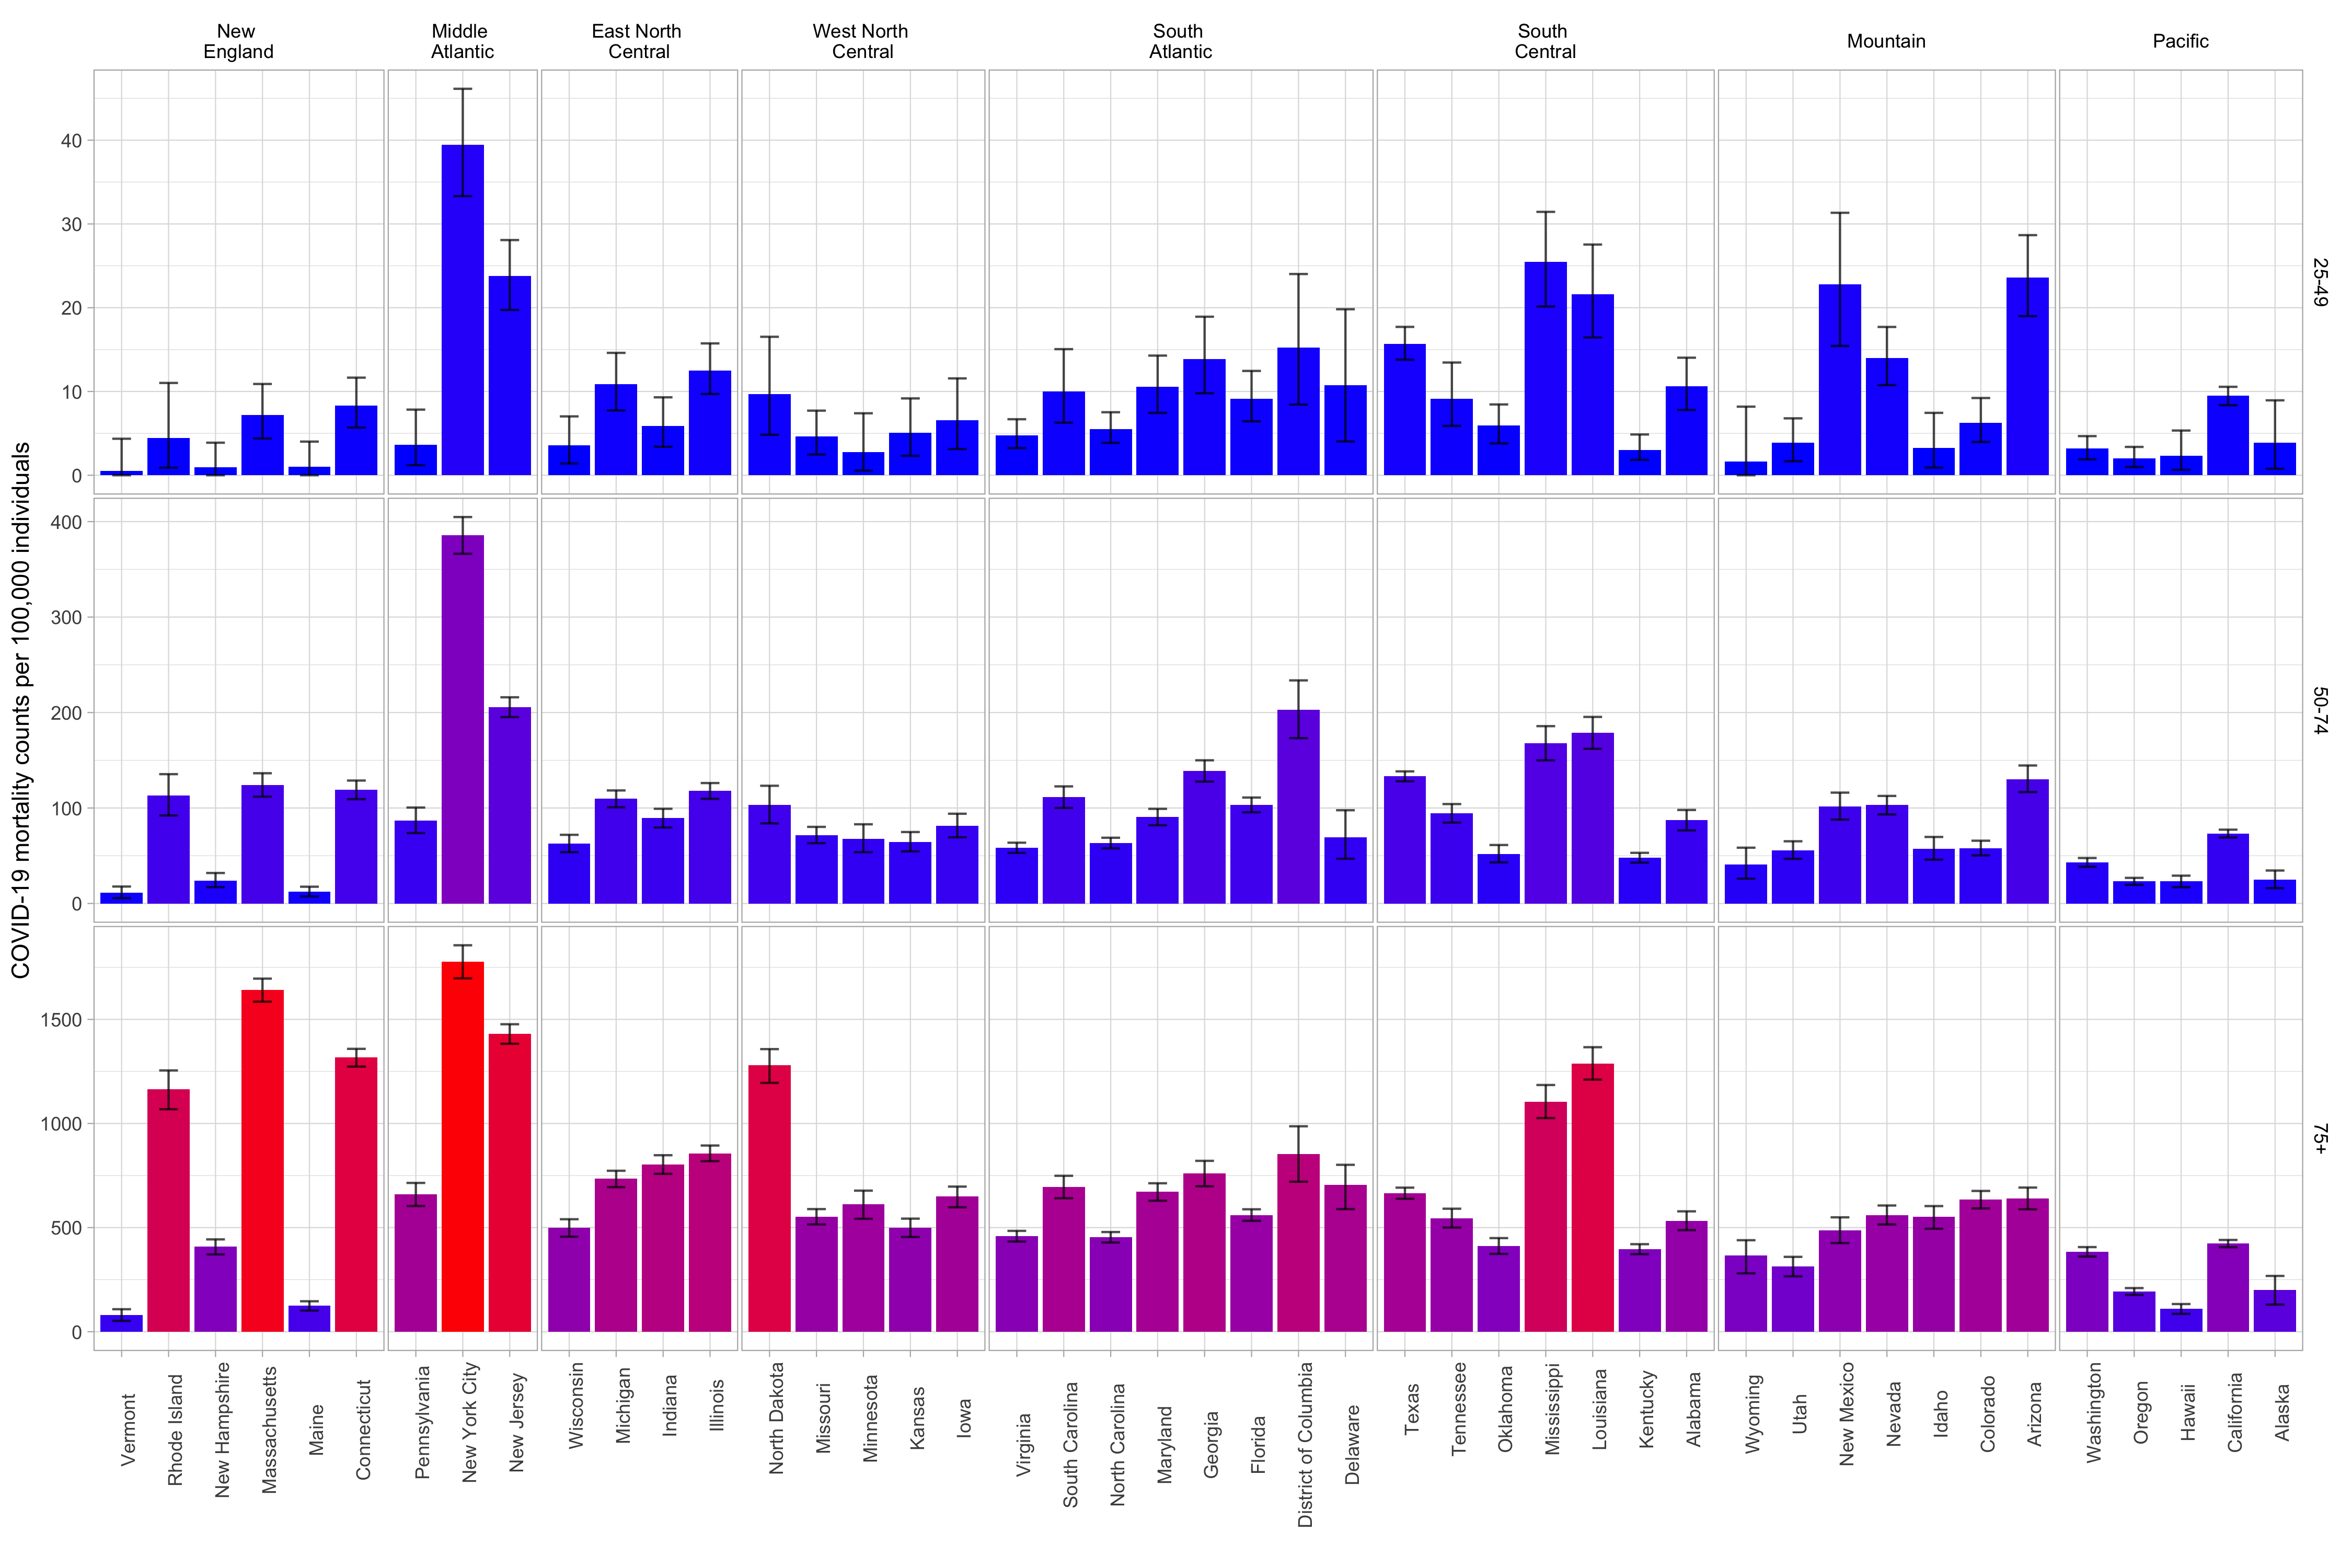 New
England
Middle
Atlantic
East North
Central
West North
Central
South
Atlantic
South
Central
Mountain
Pacific
COVID-19 mortality counts per 100,000 individuals
40
30
20
10
0
25-49
400
300
200
100
0
50-74
1500
1000
500
0
75+
Vermont
Rhode Island
New Hampshire
Massachusetts
Maine
Connecticut
Pennsylvania
New York City
New Jersey
Wisconsin
Michigan
Indiana
Illinois
North Dakota
Missouri
Minnesota
Kansas
Iowa
Virginia
South Carolina
North Carolina
Maryland
Georgia
Florida
District of Columbia
Delaware
Texas
Tennessee
Oklahoma
Mississippi
Louisiana
Kentucky
Alabama
Wyoming
Utah
New Mexico
Nevada
Idaho
Colorado
Arizona
Washington
Oregon
Hawaii
California
Alaska